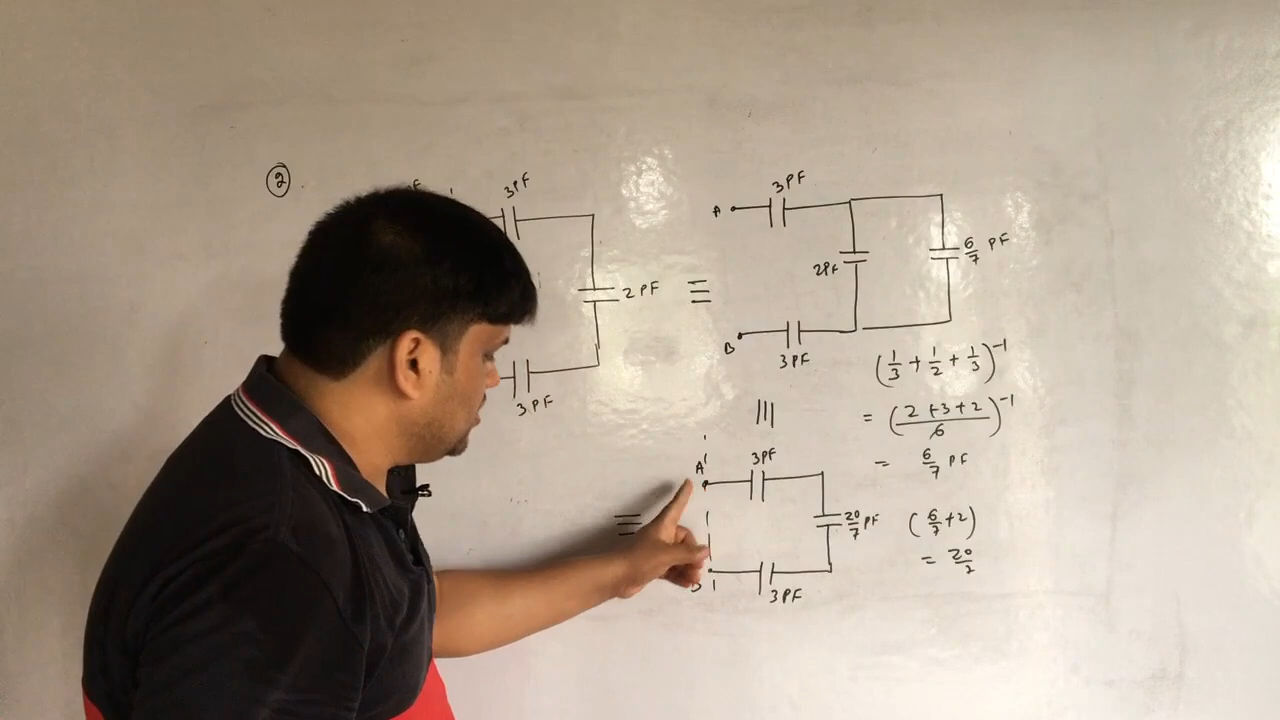 2
3PF
2PF
3PF
≡
A
3PF
2PF
6/7 PF
B
3PF
(1/3 + 1/2 + 1/3)⁻¹
= ((2+3+2)/6)⁻¹
= 6/7 PF
|||
≡
A
3PF
20/7 PF
3PF
(6/7 + 2)
= 20/7